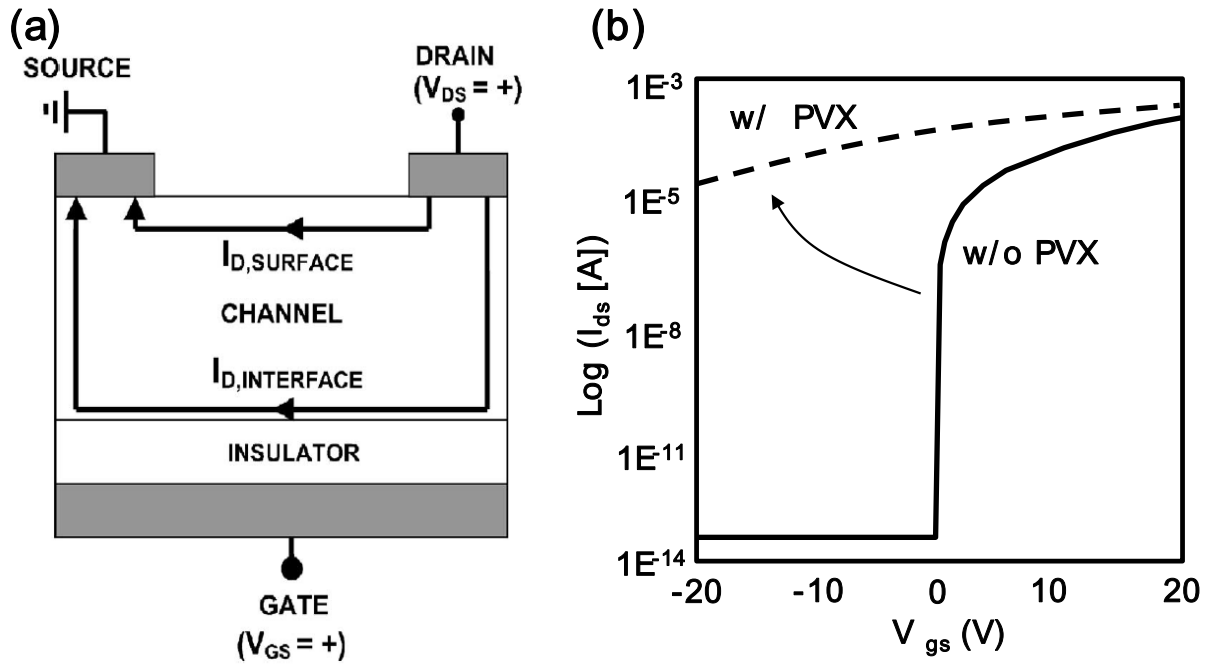 (a)
SOURCE
DRAIN
(VDS = +)
ID,SURFACE
CHANNEL
ID,INTERFACE
INSULATOR
GATE
(VGS = +)
(b)
Log (Ids [A])
1E-3
1E-5
1E-8
1E-11
1E-14
w/ PVX
w/o PVX
-20 -10 0 10 20
V gs (V)